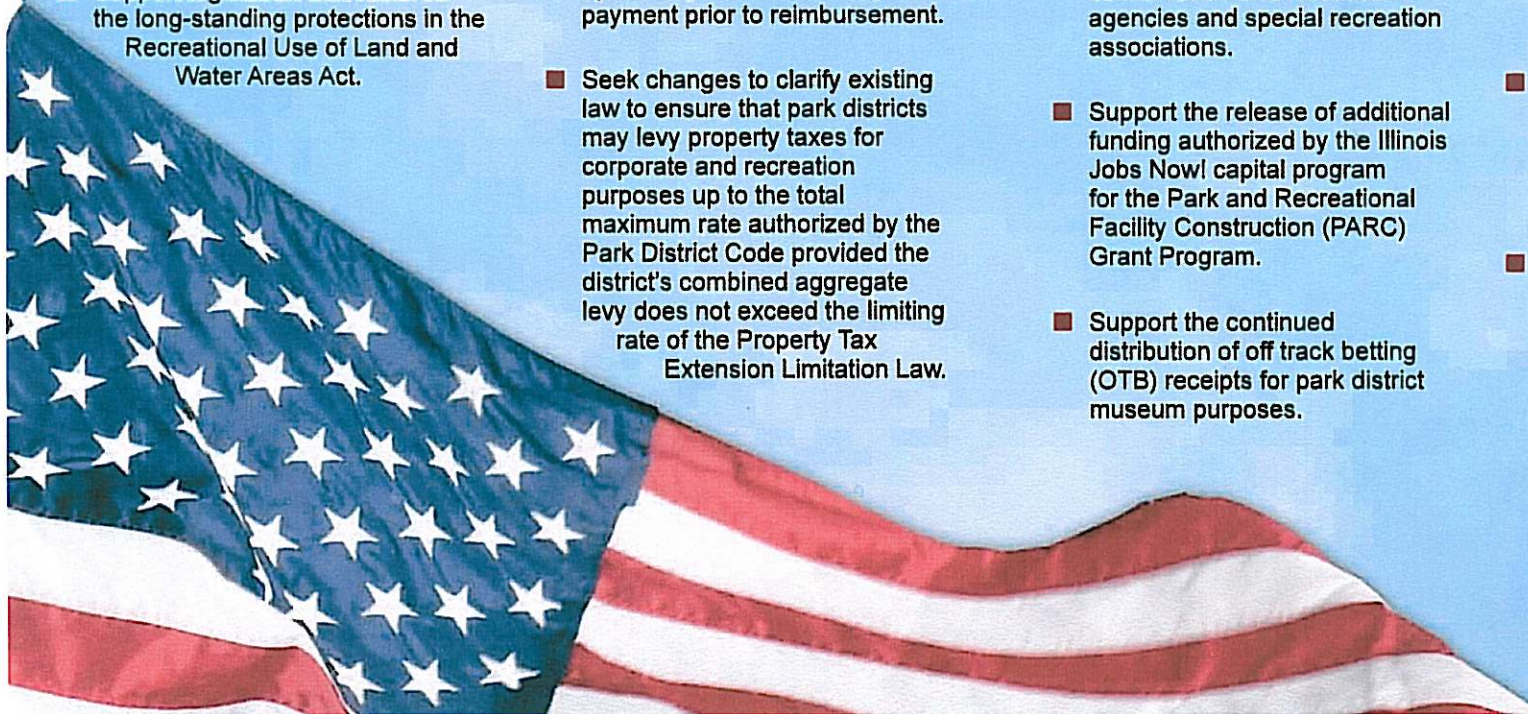 the long-standing protections in the
Recreational Use of Land and
Water Areas Act.
payment prior to reimbursement.
■ Seek changes to clarify existing
law to ensure that park districts
may levy property taxes for
corporate and recreation
purposes up to the total
maximum rate authorized by the
Park District Code provided the
district's combined aggregate
levy does not exceed the limiting
rate of the Property Tax
Extension Limitation Law.
agencies and special recreation
associations.
■ Support the release of additional
funding authorized by the Illinois
Jobs Now! capital program
for the Park and Recreational
Facility Construction (PARC)
Grant Program.
■ Support the continued
distribution of off track betting
(OTB) receipts for park district
museum purposes.